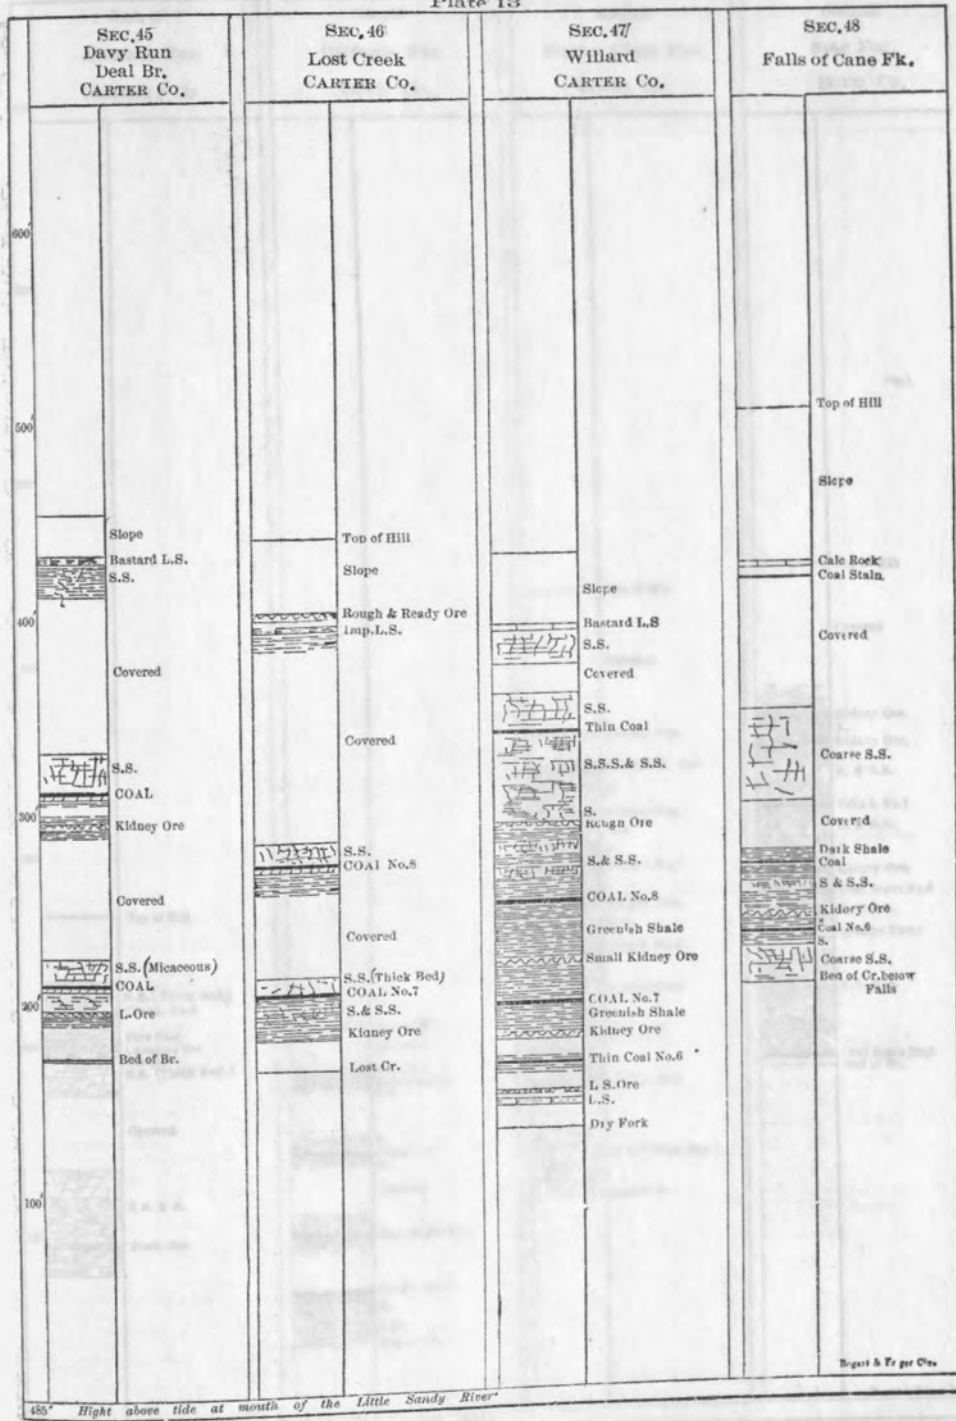 Plate 13
SEC. 45
Davy Run
Deal Br.
CARTER Co.
600'
500'
400'
300'
200'
100'
Slope
Bastard L.S.
S.S.
Covered
S.S.
COAL
Kidney Ore
Covered
S.S. (Micaceous)
COAL
L. Ore
Bed of Br.
SEC. 46
Lost Creek
CARTER Co.
Top of Hill
Slope
Rough & Ready Ore
Imp. L.S.
Covered
S.S.
COAL No. 8
Covered
S.S. (Thick Bed)
COAL No. 7
S. & S.S.
Kidney Ore
Lost Cr.
SEC. 47
Willard
CARTER Co.
Slope
Bastard L.S
S.S.
Covered
S.S.
Thin Coal
S.S.S. & S.S.
S.
Rough Ore
S. & S.S.
COAL No. 8
Greenish Shale
Small Kidney Ore
COAL No. 7
Greenish Shale
Kidney Ore
Thin Coal No. 6
L S. Ore
L.S.
Dry Fork
SEC. 48
Falls of Cane Fk.
Top of Hill
Slope
Calc Rock
Coal Stain
Covered
Coarse S.S.
Covered
Dark Shale
Coal
S & S.S.
Kidney Ore
Coal No. 6
S.
Coarse S.S.
Bed of Cr. below
Falls
485' Hight above tide at mouth of the Little Sandy River